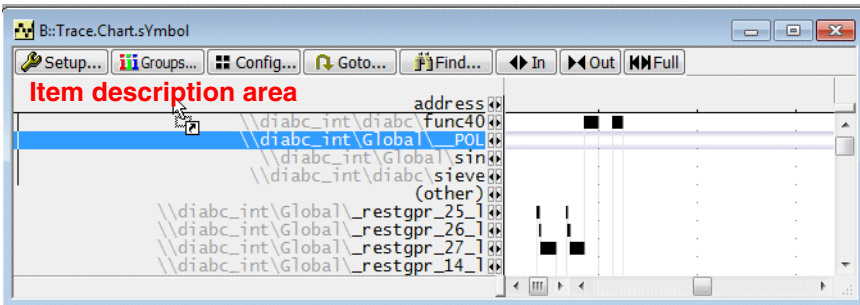 B::Trace.Chart.sYmbol
Setup... Groups... Config... Goto... Find... In Out Full
Item description area
address
\\diabc_int\diabc\func40
\\diabc_int\Global\__POL
\\diabc_int\Global\sin
\\diabc_int\diabc\sieve
(other)
\\diabc_int\Global\_restgpr_25_l
\\diabc_int\Global\_restgpr_26_l
\\diabc_int\Global\_restgpr_27_l
\\diabc_int\Global\_restgpr_14_l